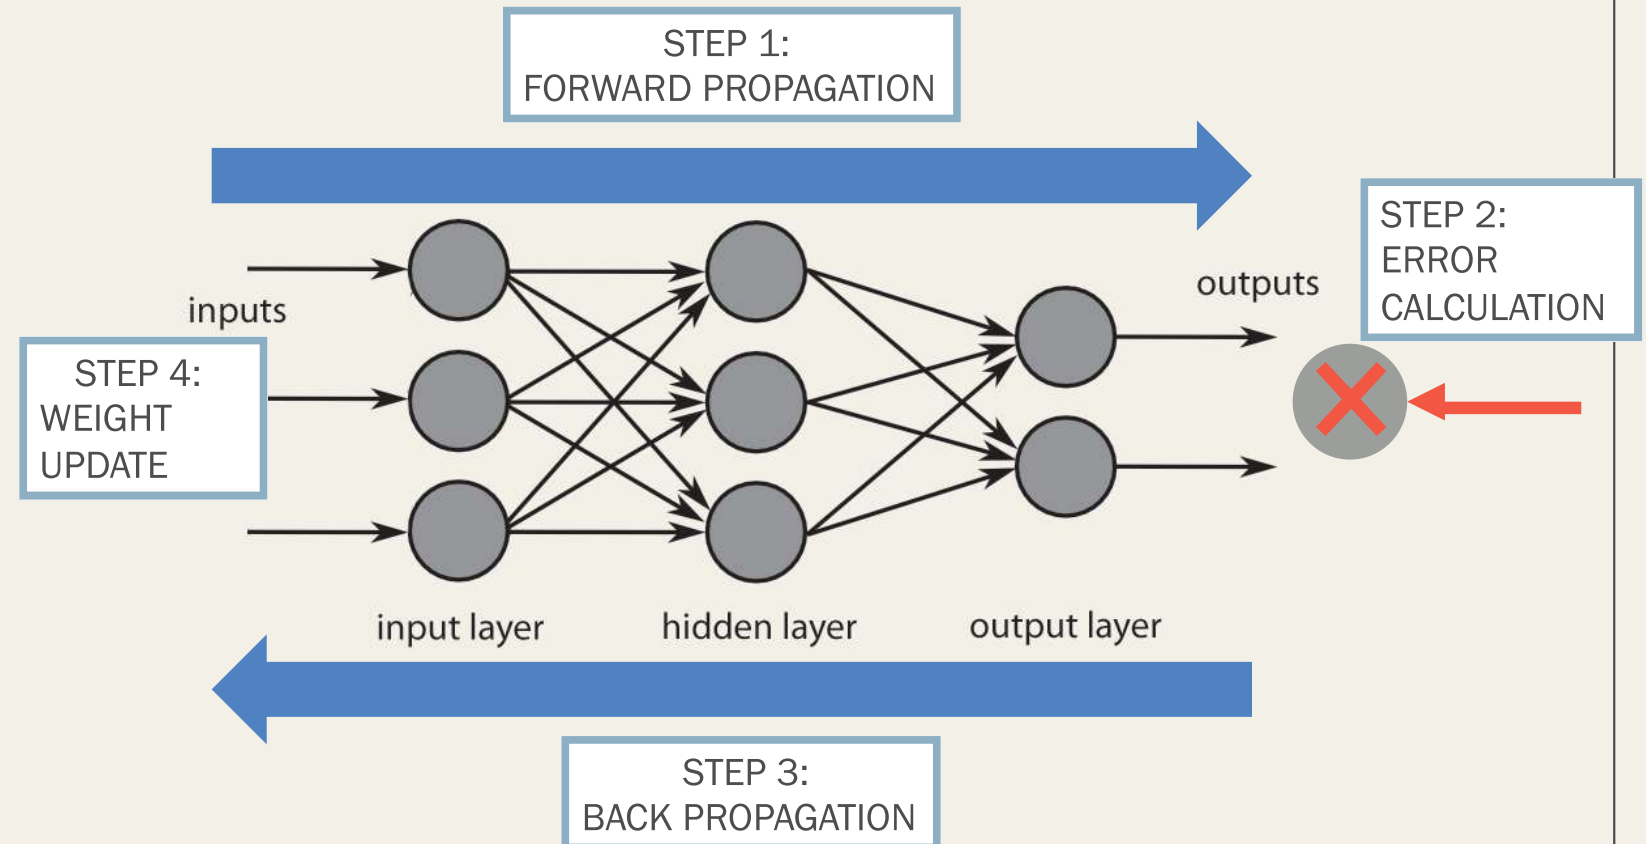 STEP 1:
FORWARD PROPAGATION
STEP 2:
ERROR
CALCULATION
outputs
inputs
STEP 4:
WEIGHT
UPDATE
input layer
hidden layer
output layer
STEP 3:
BACK PROPAGATION